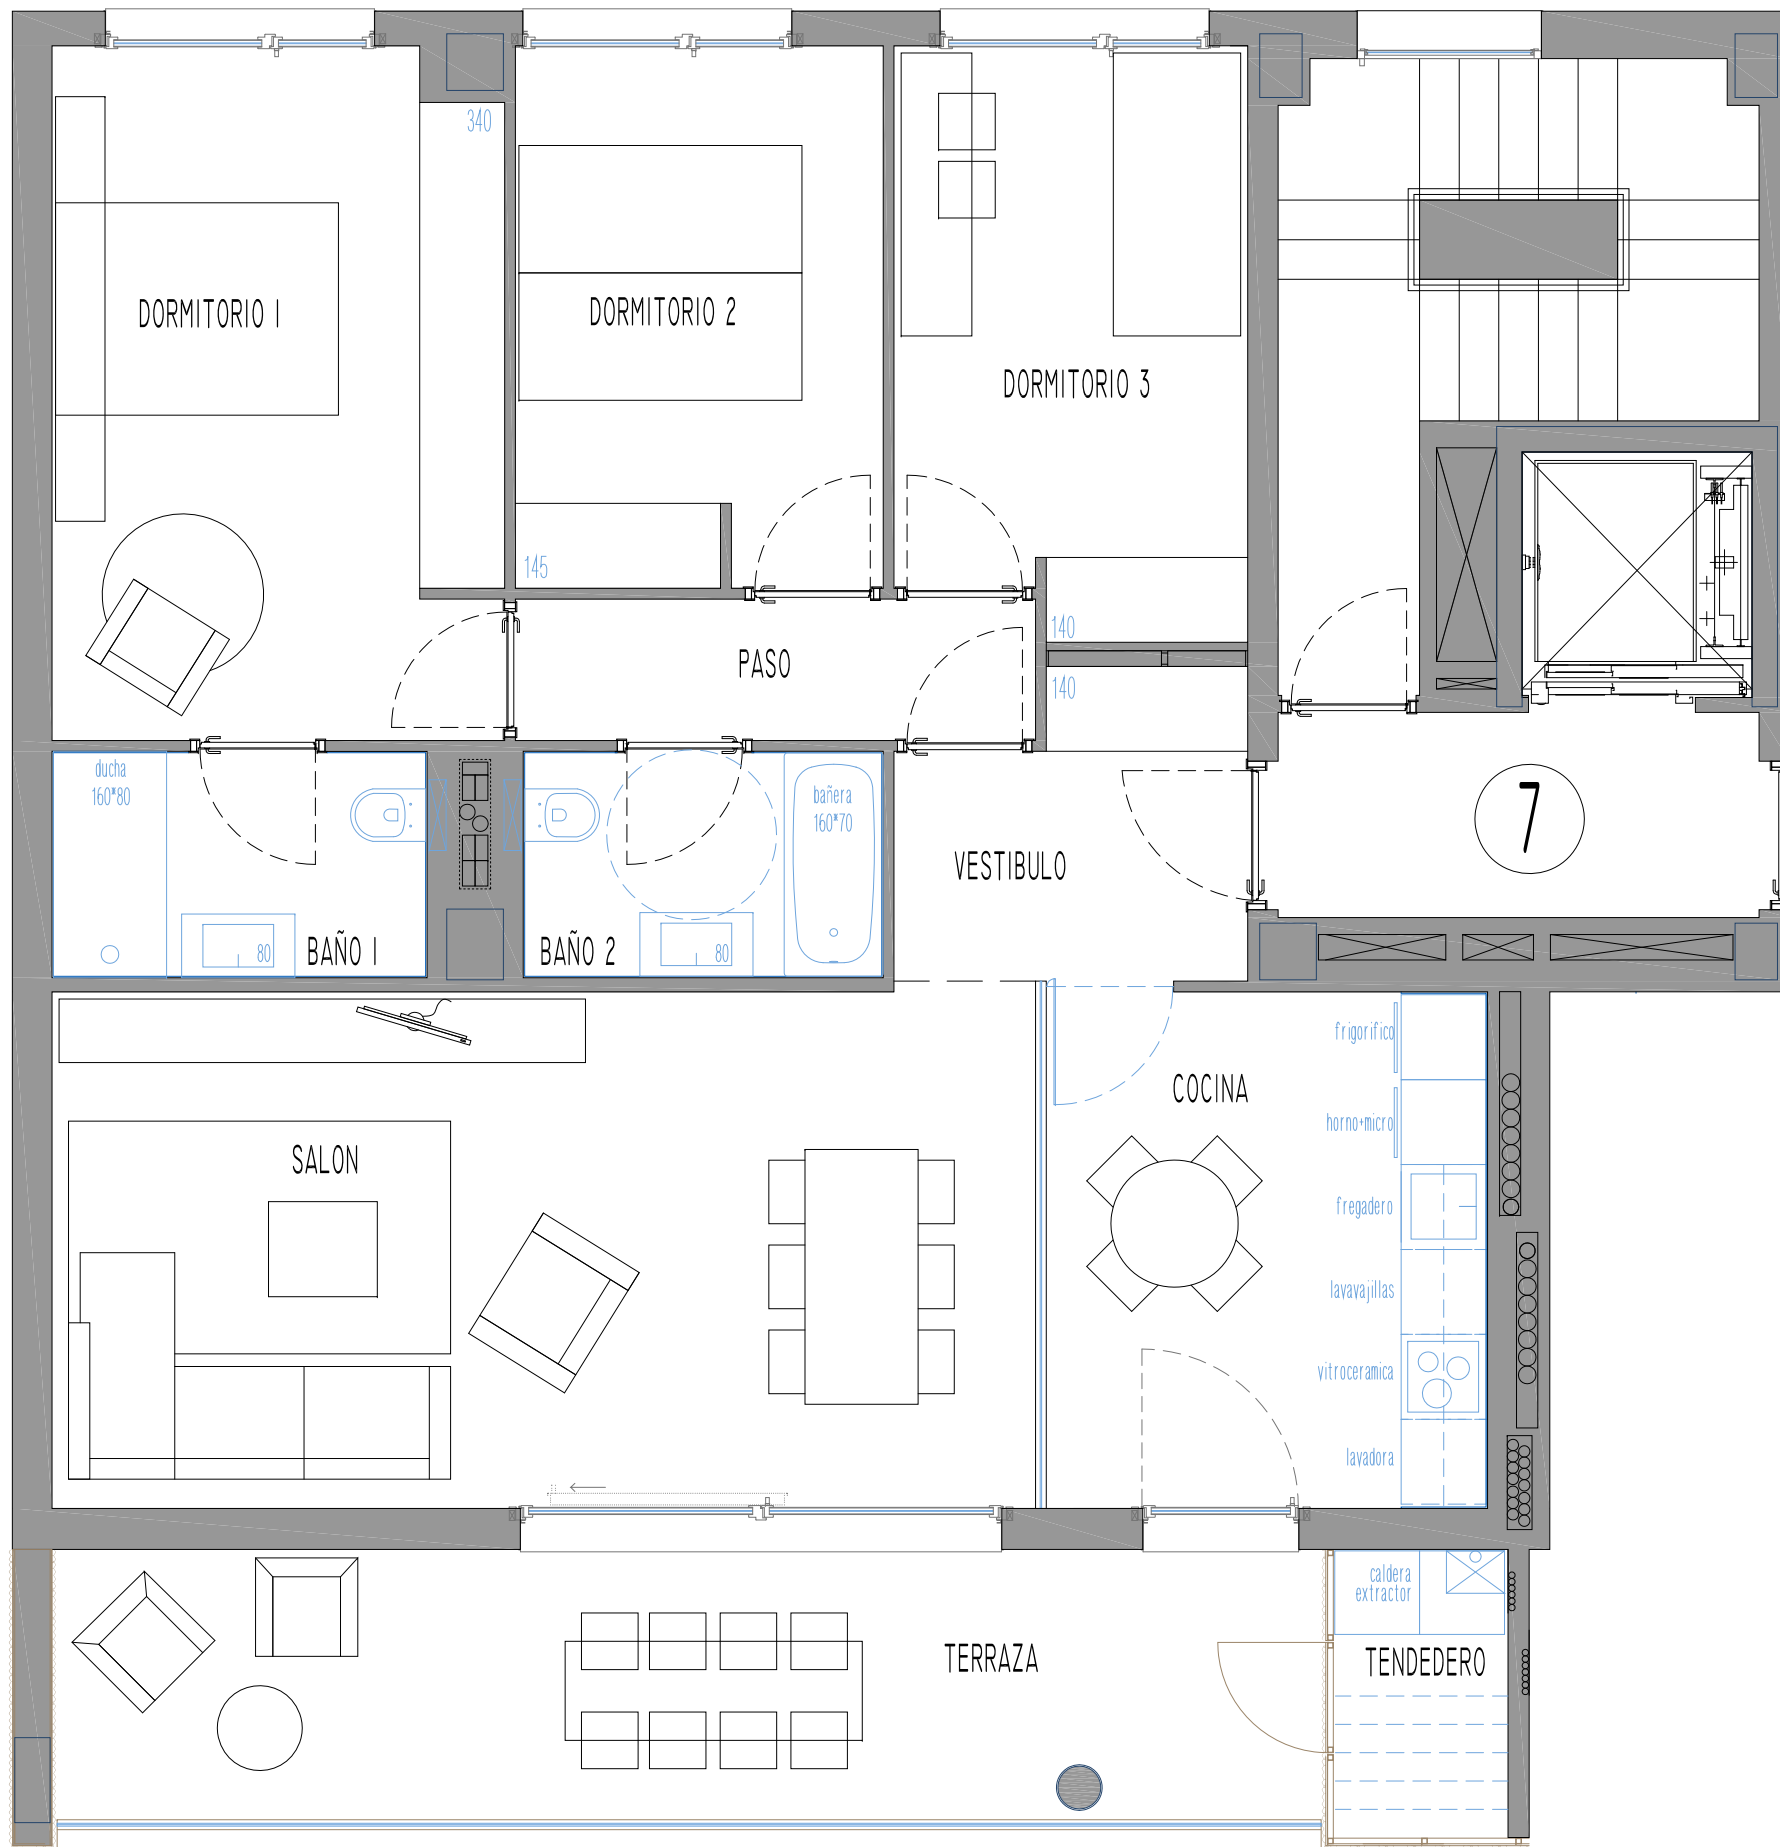 340
DORMITORIO 1
DORMITORIO 2
DORMITORIO 3
145
140
PASO
140
ducha
160*80
bañera
160*70
7
VESTIBULO
80
BAÑO 1
BAÑO 2
80
frigorifico
COCINA
horno+micro
SALON
fregadero
lavavajillas
vitroceramica
lavadora
caldera
extractor
TERRAZA
TENDEDERO